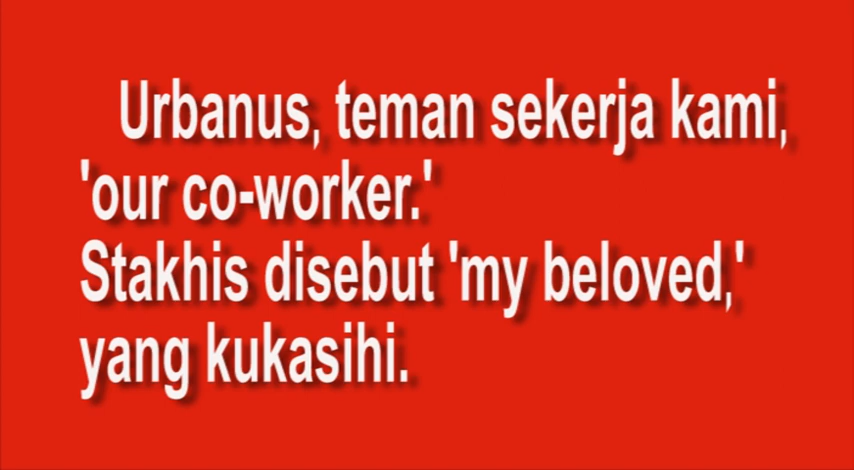 Urbanus, teman sekerja kami,
'our co-worker.'
Stakhis disebut 'my beloved,'
yang kukasihi.